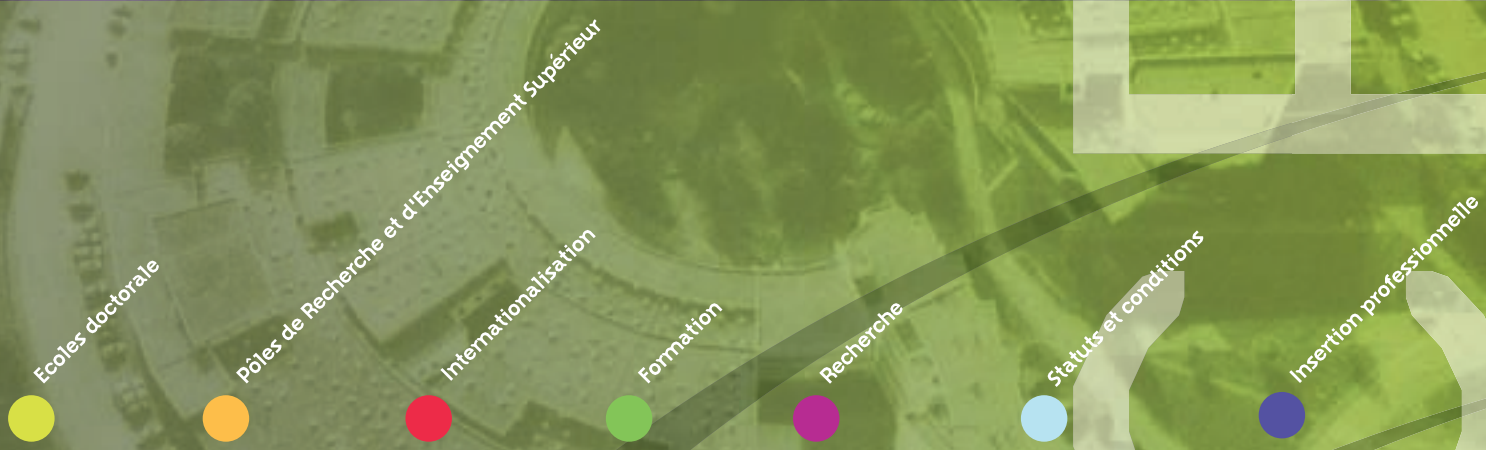 Ecoles doctorale
Pôles de Recherche et d'Enseignement Supérieur
Internationalisation
Formation
Recherche
Statuts et conditions
Insertion professionnelle